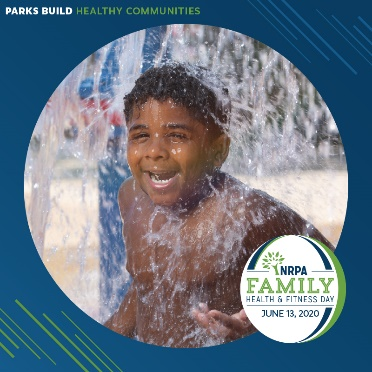 PARKS BUILD HEALTHY COMMUNITIES
NRPA
FAMILY
HEALTH & FITNESS DAY
JUNE 13, 2020